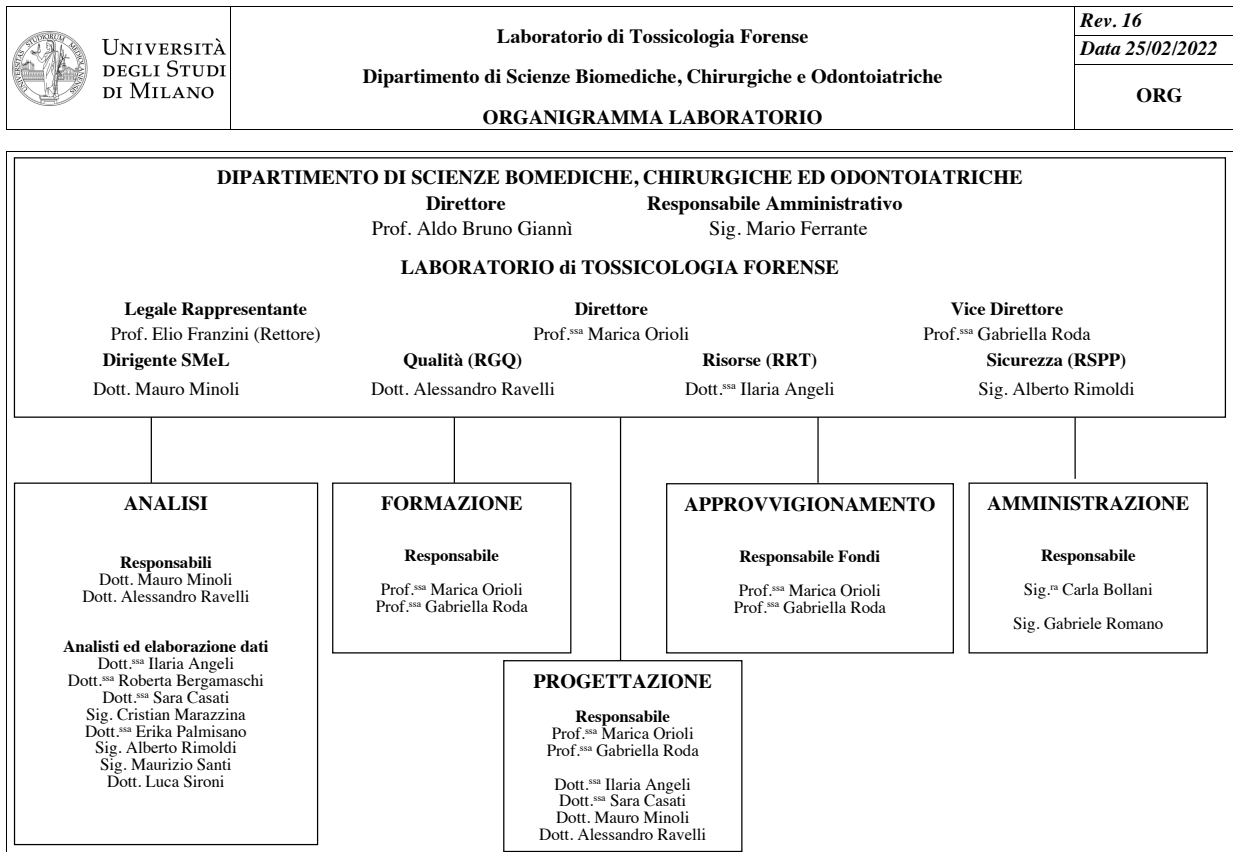 UNIVERSITÀ
DEGLI STUDI
DI MILANO
Laboratorio di Tossicologia Forense
Dipartimento di Scienze Biomediche, Chirurgiche e Odontoiatriche
ORGANIGRAMMA LABORATORIO
Rev. 16
Data 25/02/2022
ORG
DIPARTIMENTO DI SCIENZE BOMEDICHE, CHIRURGICHE ED ODONTOIATRICHE
Direttore Responsabile Amministrativo
Prof. Aldo Bruno Giannì Sig. Mario Ferrante
LABORATORIO di TOSSICOLOGIA FORENSE
Legale Rappresentante Direttore Vice Direttore
Prof. Elio Franzini (Rettore) Prof.ssa Marica Orioli Prof.ssa Gabriella Roda
Dirigente SMeL Qualità (RGQ) Risorse (RRT) Sicurezza (RSPP)
Dott. Mauro Minoli Dott. Alessandro Ravelli Dott.ssa Ilaria Angeli Sig. Alberto Rimoldi
ANALISI
Responsabili
Dott. Mauro Minoli
Dott. Alessandro Ravelli
Analisti ed elaborazione dati
Dott.ssa Ilaria Angeli
Dott.ssa Roberta Bergamaschi
Dott.ssa Sara Casati
Sig. Cristian Marazzina
Dott.ssa Erika Palmisano
Sig. Alberto Rimoldi
Sig. Maurizio Santi
Dott. Luca Sironi
FORMAZIONE
Responsabile
Prof.ssa Marica Orioli
Prof.ssa Gabriella Roda
PROGETTAZIONE
Responsabile
Prof.ssa Marica Orioli
Prof.ssa Gabriella Roda
Dott.ssa Ilaria Angeli
Dott.ssa Sara Casati
Dott. Mauro Minoli
Dott. Alessandro Ravelli
APPROVVIGIONAMENTO
Responsabile Fondi
Prof.ssa Marica Orioli
Prof.ssa Gabriella Roda
AMMINISTRAZIONE
Responsabile
Sig.ra Carla Bollani
Sig. Gabriele Romano